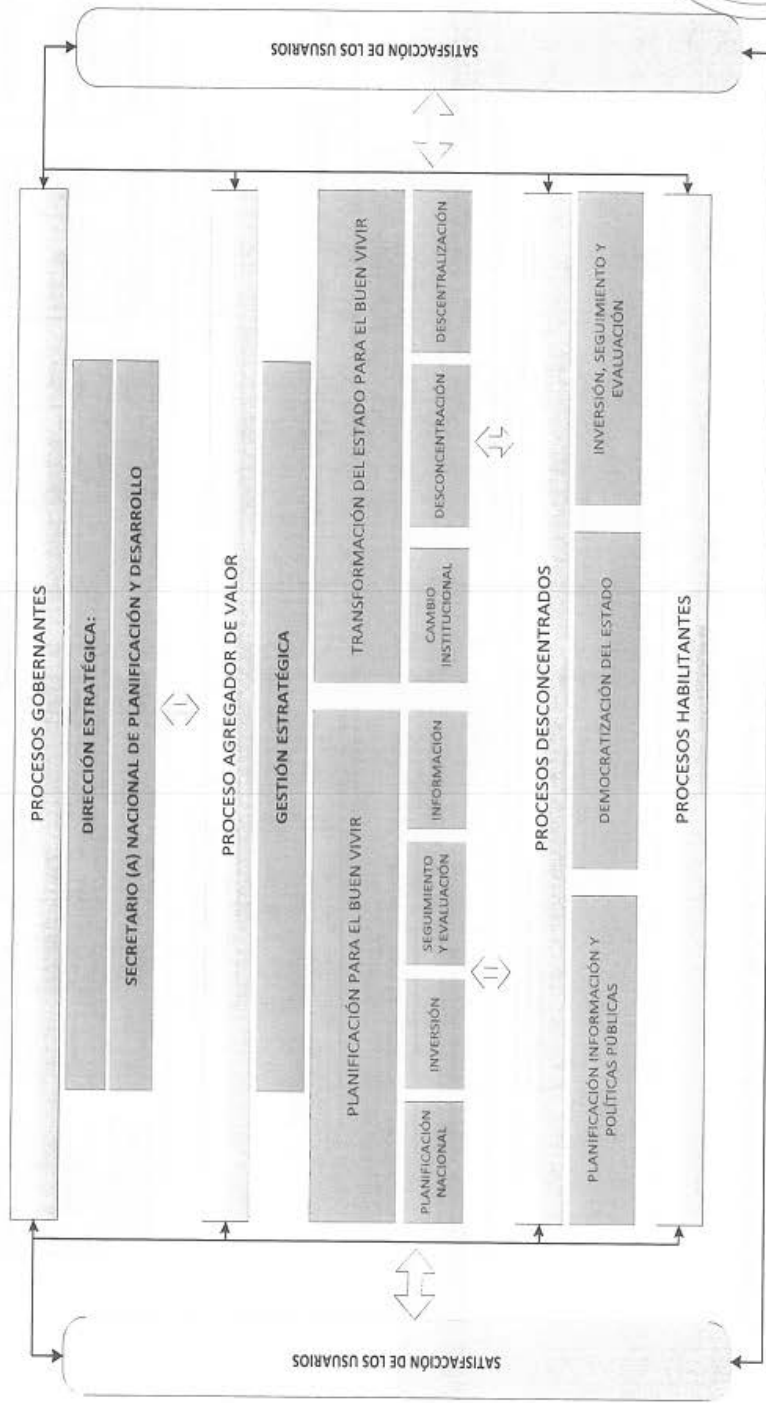 PROCESOS GOBERNANTES
DIRECCIÓN ESTRATÉGICA:
SECRETARIO (A) NACIONAL DE PLANIFICACIÓN Y DESARROLLO
PROCESO AGREGADOR DE VALOR
GESTIÓN ESTRATÉGICA
PLANIFICACIÓN PARA EL BUEN VIVIR
TRANSFORMACIÓN DEL ESTADO PARA EL BUEN VIVIR
PLANIFICACIÓN
NACIONAL
INVERSIÓN
SEGUIMIENTO
Y EVALUACIÓN
INFORMACIÓN
CAMBIO
INSTITUCIONAL
DESCONCENTRACIÓN
DESCENTRALIZACIÓN
PROCESOS DESCONCENTRADOS
PLANIFICACIÓN INFORMACIÓN Y
POLÍTICAS PÚBLICAS
DEMOCRATIZACIÓN DEL ESTADO
INVERSIÓN, SEGUIMIENTO Y
EVALUACIÓN
PROCESOS HABILITANTES
SATISFACCIÓN DE LOS USUARIOS
SATISFACCIÓN DE LOS USUARIOS